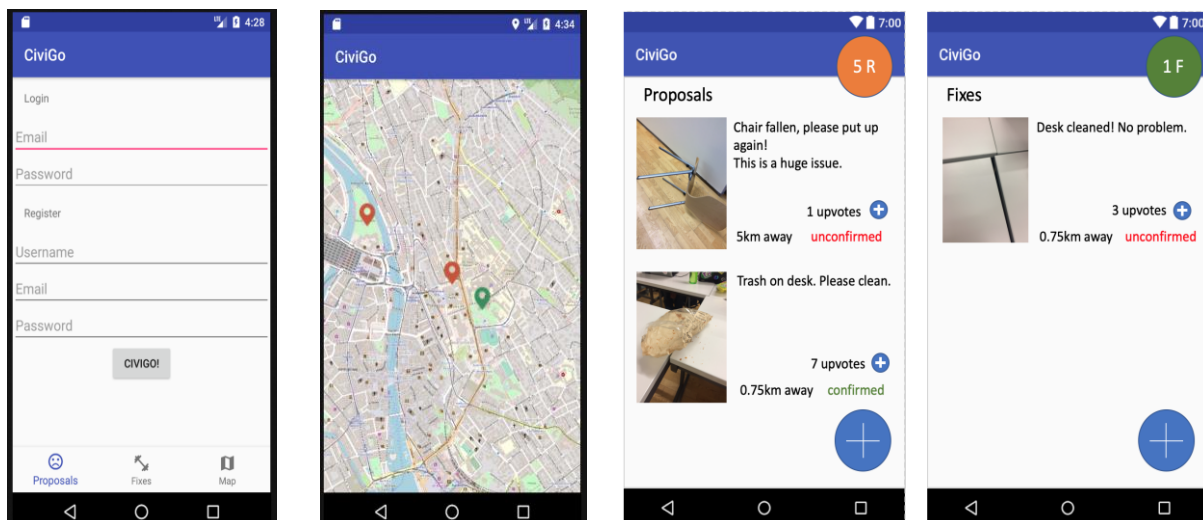 4:28
CiviGo
Login
Email
Password
Register
Username
Email
Password
CIVIGO!
Proposals
Fixes
Map
4:34
CiviGo
7:00
CiviGo
5 R
Proposals
Chair fallen, please put up
again!
This is a huge issue.
1 upvotes
5km away unconfirmed
Trash on desk. Please clean.
7 upvotes
0.75km away confirmed
7:00
CiviGo
1 F
Fixes
Desk cleaned! No problem.
3 upvotes
0.75km away unconfirmed